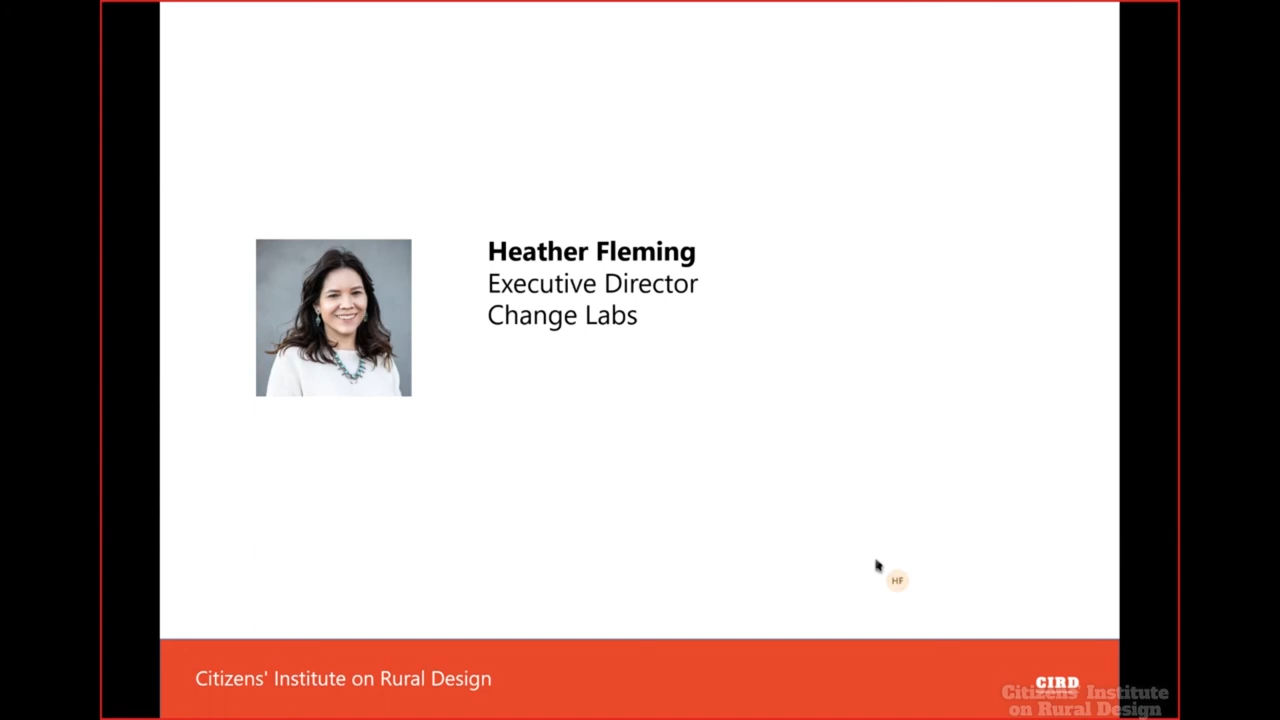 Heather Fleming
Executive Director
Change Labs
HF
Citizens' Institute on Rural Design
CIRD
Citizens' Institute
on Rural Design